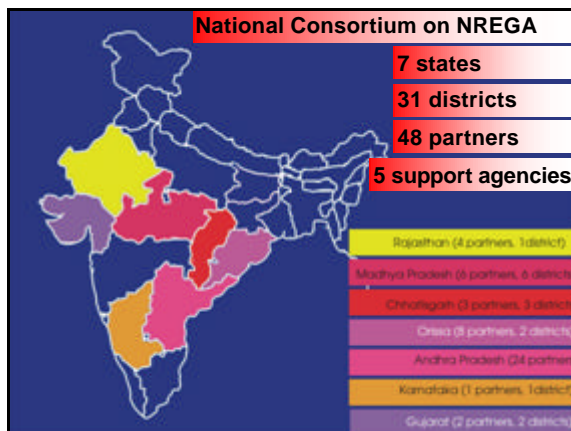 National Consortium on NREGA
7 states
31 districts
48 partners
5 support agencies
Rajasthan (4 partners, 1district)
Madhya Pradesh (6 partners, 6 districts
Chhatisgarh (3 partners, 3 district
Orissa (8 partners, 2 districts)
Andhra Pradesh (24 partner
Karnataka (1 partners, 1district)
Gujarat (2 partners, 2 districts)